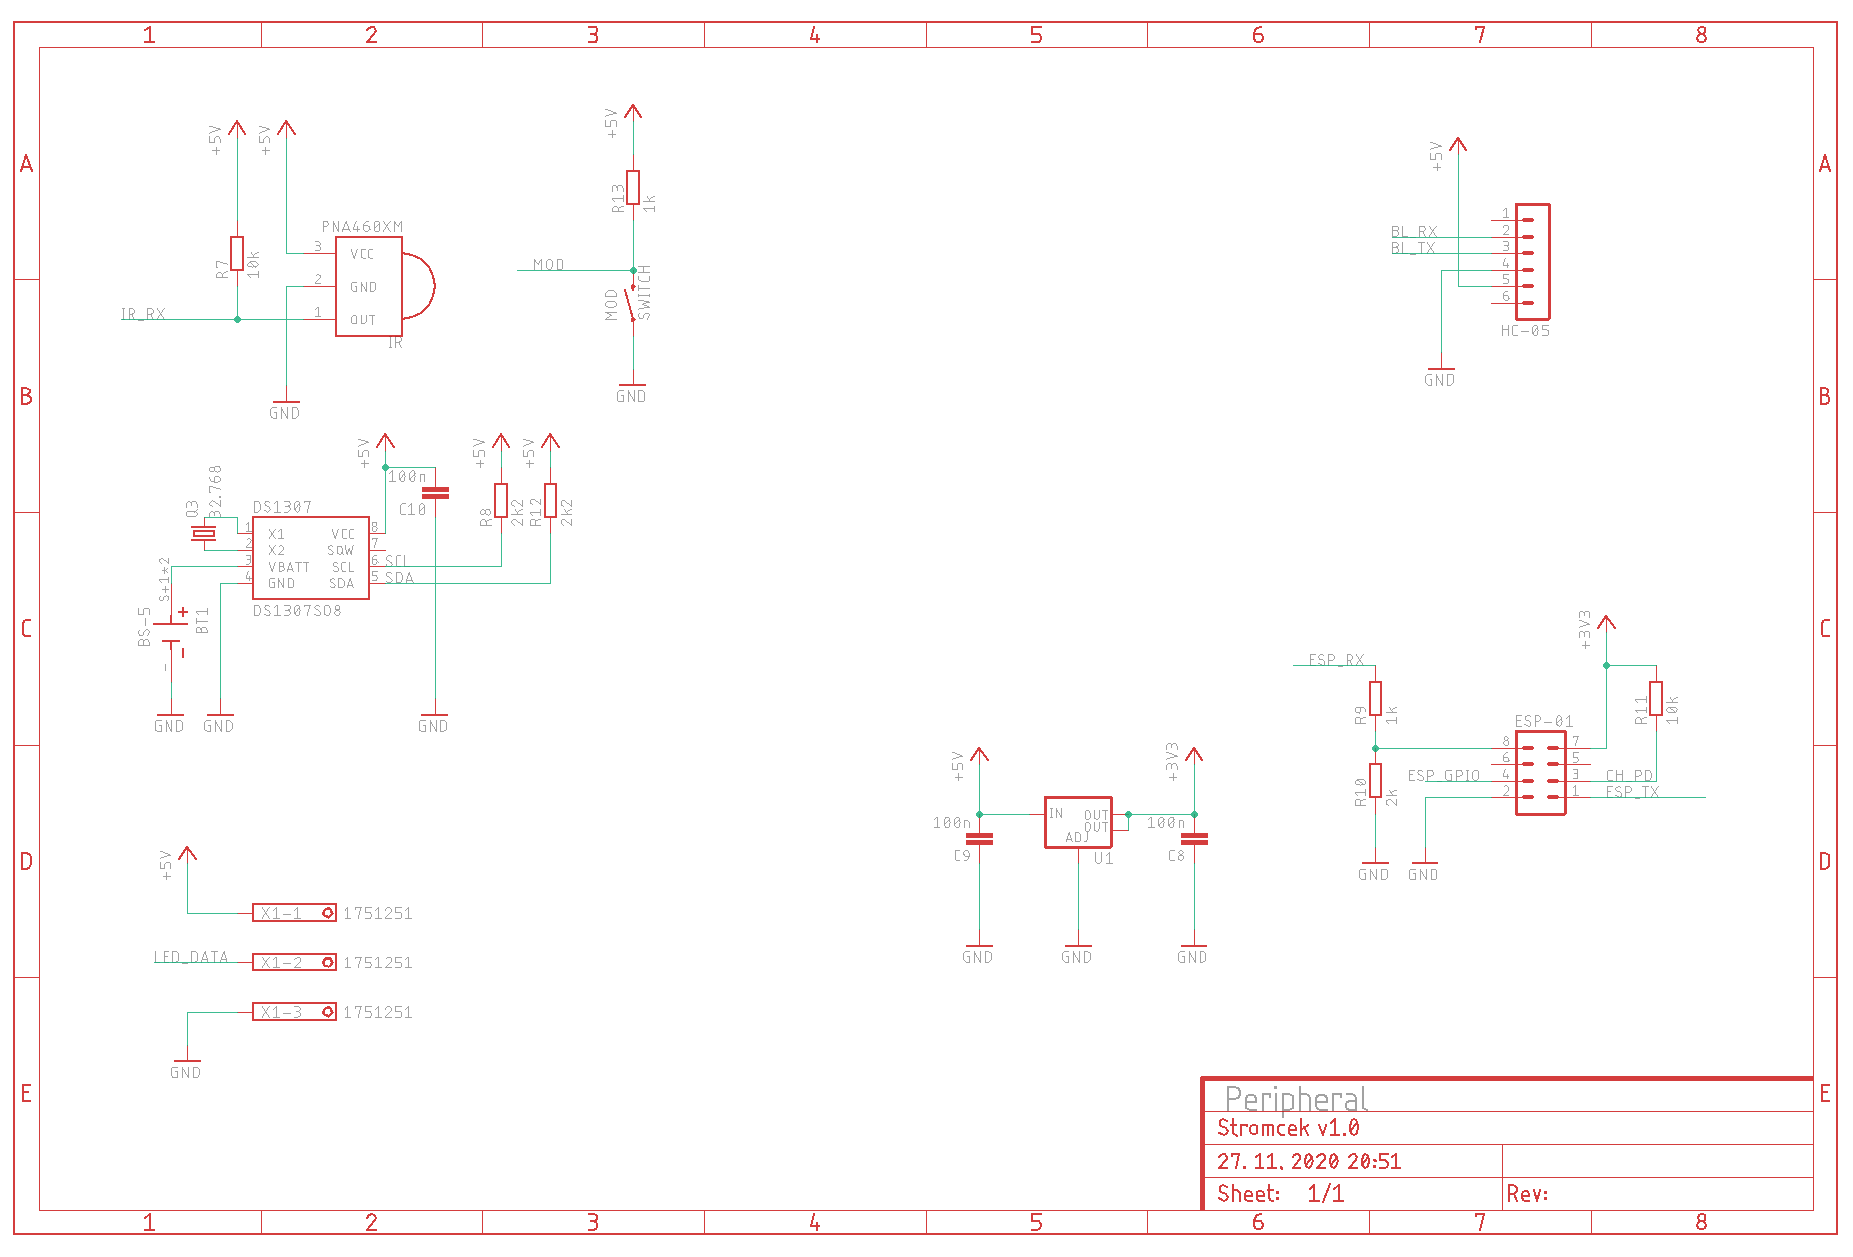 1 2 3 4 5 6 7 8
A A
+5V +5V +5V +5V
R7 10k
PNA460XM
3 VCC
2 GND
1 OUT
IR
IR_RX
GND
R13 1k
MOD
MOD SWITCH
GND
BL_RX
BL_TX
1
2
3
4
5
6
HC-05
GND
B B
+5V +5V +5V
100n
C10
R8 2k2 R12 2k2
Q3 32.768
DS1307
1 X1 VCC 8
2 X2 SQW 7
3 VBATT SCL 6 SCL
4 GND SDA 5 SDA
DS1307SO8
S+1*2
BS-5 + BT1
-
GND GND GND
C C
+3V3
ESP_RX
R9 1k
R11 10k
ESP-01
8 7
6 5
ESP_GPIO 4 3 CH_PD
2 1 ESP_TX
R10 2k
GND GND
+5V +3V3
IN OUT
OUT
ADJ
U1
100n
C9
100n
C8
GND GND GND
D D
+5V
X1-1 1751251
LED_DATA X1-2 1751251
X1-3 1751251
GND
E E
Peripheral
Stromcek v1.0
27. 11. 2020 20:51
Sheet: 1/1 Rev:
1 2 3 4 5 6 7 8